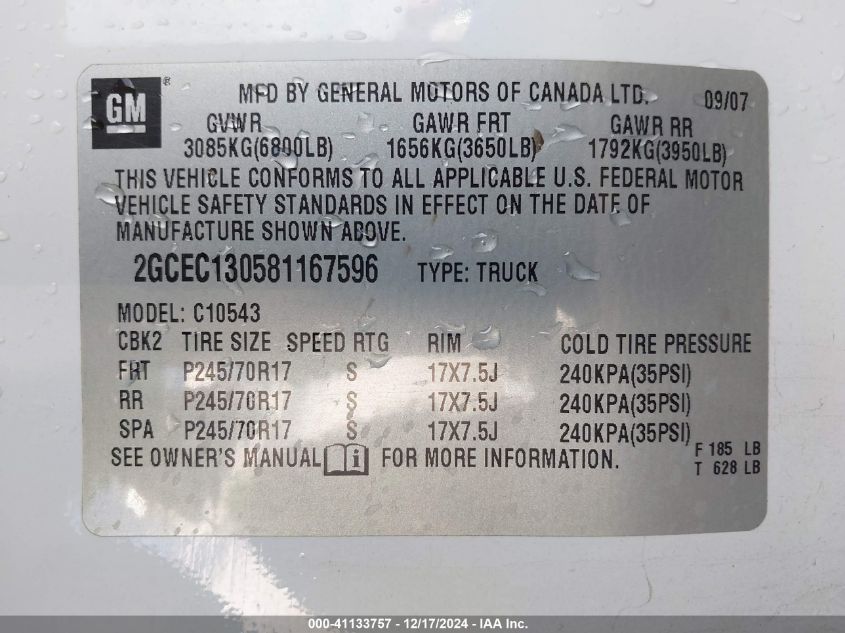 GM ® MFD BY GENERAL MOTORS OF CANADA LTD. 09/07
GVWR GAWR FRT GAWR RR
3085KG(6800LB) 1656KG(3650LB) 1792KG(3950LB)
THIS VEHICLE CONFORMS TO ALL APPLICABLE U.S. FEDERAL MOTOR
VEHICLE SAFETY STANDARDS IN EFFECT ON THE DATE OF
MANUFACTURE SHOWN ABOVE.
2GCEC130581167596 TYPE: TRUCK
MODEL: C10543
CBK2 TIRE SIZE SPEED RTG RIM COLD TIRE PRESSURE
FRT P245/70R17 S 17X7.5J 240KPA(35PSI)
RR P245/70R17 S 17X7.5J 240KPA(35PSI)
SPA P245/70R17 S 17X7.5J 240KPA(35PSI)
SEE OWNER'S MANUAL i FOR MORE INFORMATION.
F 185 LB
T 628 LB
000-41133757 - 12/17/2024 - IAA Inc.